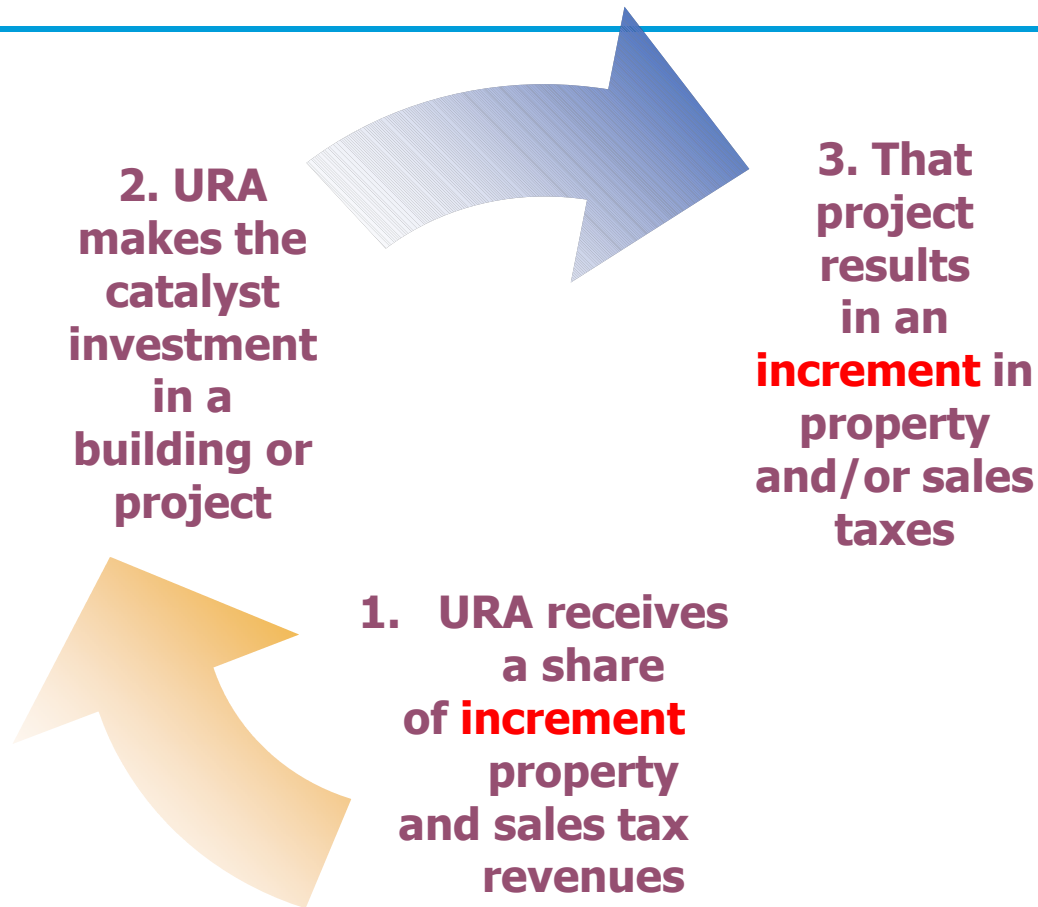 2. URA
makes the
catalyst
investment
in a
building or
project
3. That
project
results
in an
increment in
property
and/or sales
taxes
1. URA receives
a share
of increment
property
and sales tax
revenues